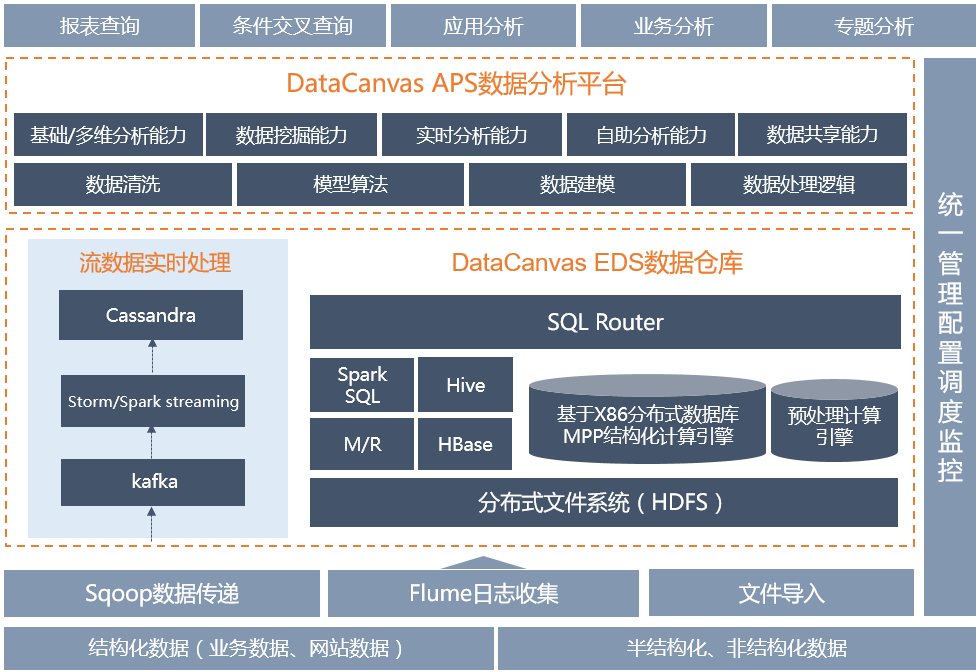 报表查询
条件交叉查询
应用分析
业务分析
专题分析
DataCanvas APS数据分析平台
基础/多维分析能力
数据挖掘能力
实时分析能力
自助分析能力
数据共享能力
数据清洗
模型算法
数据建模
数据处理逻辑
统一管理配置调度监控
流数据实时处理
Cassandra
Storm/Spark streaming
kafka
DataCanvas EDS数据仓库
SQL Router
Spark
SQL
Hive
M/R
HBase
基于X86分布式数据库
MPP结构化计算引擎
预处理计算
引擎
分布式文件系统（HDFS）
Sqoop数据传递
Flume日志收集
文件导入
结构化数据（业务数据、网站数据）
半结构化、非结构化数据